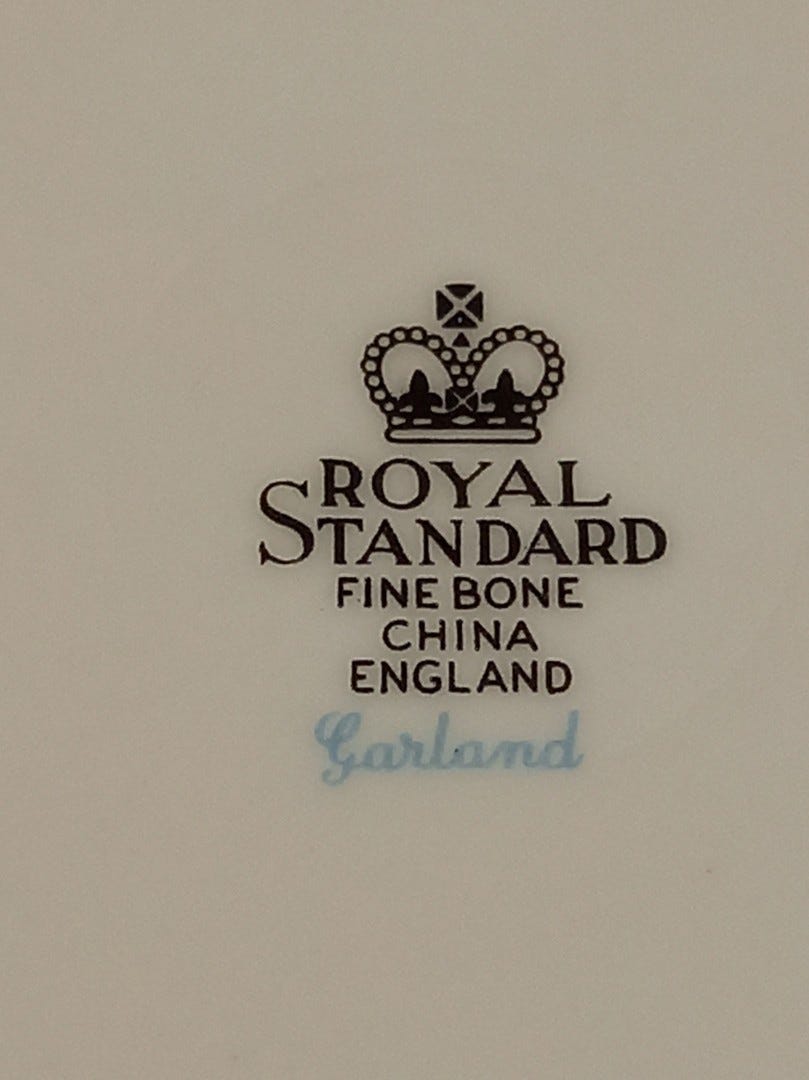 ROYAL
STANDARD
FINE BONE
CHINA
ENGLAND
Garland